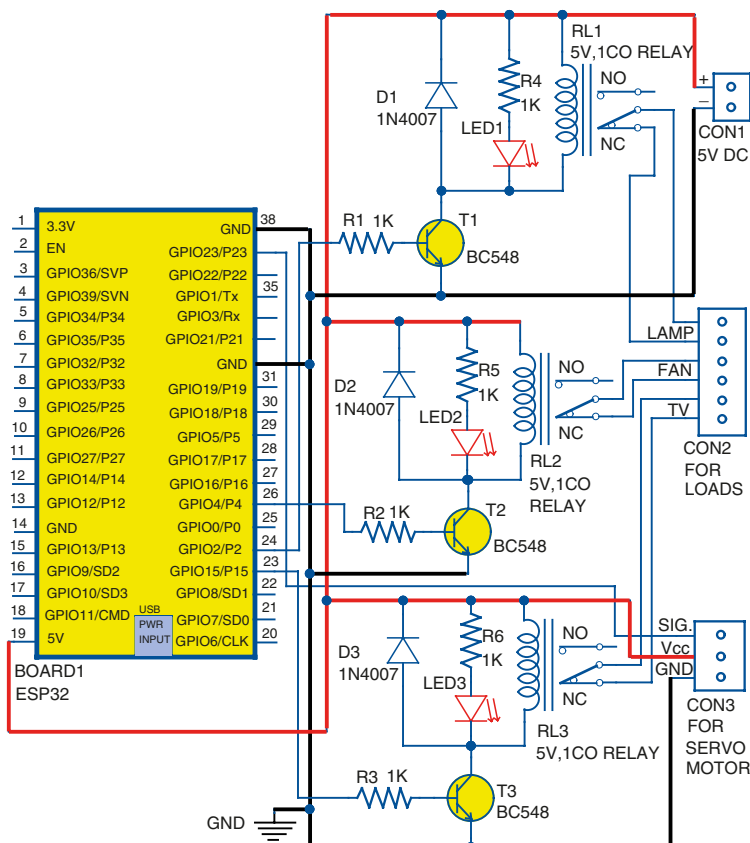 RL1
5V,1CO RELAY
R4
1K
D1
1N4007
LED1
NO
NC
+
–
CON1
5V DC
R1 1K
T1
BC548
1
2
3
4
5
6
7
8
9
10
11
12
13
14
15
16
17
18
19
3.3V
EN
GPIO36/SVP
GPIO39/SVN
GPIO34/P34
GPIO35/P35
GPIO32/P32
GPIO33/P33
GPIO25/P25
GPIO26/P26
GPIO27/P27
GPIO14/P14
GPIO12/P12
GND
GPIO13/P13
GPIO9/SD2
GPIO10/SD3
GPIO11/CMD
5V
USB
PWR
INPUT
GND
GPIO23/P23
GPIO22/P22
GPIO1/Tx
GPIO3/Rx
GPIO21/P21
GND
GPIO19/P19
GPIO18/P18
GPIO5/P5
GPIO17/P17
GPIO16/P16
GPIO4/P4
GPIO0/P0
GPIO2/P2
GPIO15/P15
GPIO8/SD1
GPIO7/SD0
GPIO6/CLK
38
35
31
30
29
28
27
26
25
24
23
22
21
20
BOARD1
ESP32
D2
1N4007
R5
1K
LED2
NO
NC
RL2
5V,1CO
RELAY
R2 1K
T2
BC548
LAMP
FAN
TV
CON2
FOR
LOADS
D3
1N4007
R6
1K
LED3
NO
NC
RL3
5V,1CO RELAY
R3 1K
T3
BC548
SIG.
Vcc
GND
CON3
FOR
SERVO
MOTOR
GND